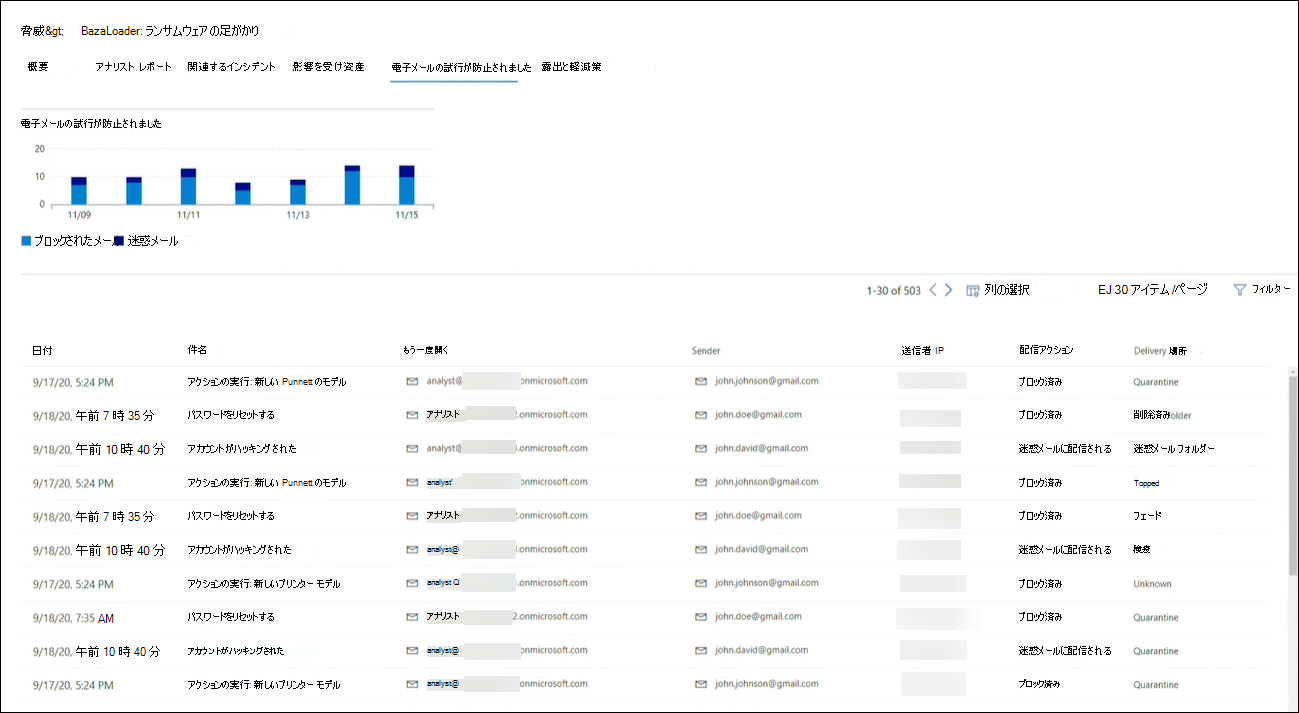 脅威&gt; BazaLoader: ランサムウェアの足がかり
概要 アナリスト レポート 関連するインシデント 影響を受け資産 電子メールの試行が防止されました 露出と軽減策
電子メールの試行が防止されました
20
10
0
11/09 11/11 11/13 11/15
ブロックされたメール 迷惑メール
1-30 of 503 列の選択 EJ 30 アイテム/ページ フィルター
日付 件名 もう一度開く Sender 送信者 IP 配信アクション Delivery 場所
9/17/20, 5:24 PM アクションの実行: 新しい Punnett のモデル analyst@ onmicrosoft.com john.johnson@gmail.com ブロック済み Quarantine
9/18/20, 午前 7 時 35 分 パスワードをリセットする アナリスト .onmicrosoft.com john.doe@gmail.com ブロック済み 削除済みolder
9/18/20, 午前 10 時 40 分 アカウントがハッキングされた analyst@ .onmicrosoft.com john.david@gmail.com 迷惑メールに配信される 迷惑メール フォルダー
9/17/20, 5:24 PM アクションの実行: 新しい Punnett のモデル analyst' onmicrosoft.com john.johnson@gmail.com ブロック済み Topped
9/18/20, 午前 7 時 35 分 パスワードをリセットする アナリスト .onmicrosoft.com john.doe@gmail.com ブロック済み フェード
9/18/20, 午前 10 時 40 分 アカウントがハッキングされた analyst@ .onmicrosoft.com john.david@gmail.com 迷惑メールに配信される 検疫
9/17/20, 5:24 PM アクションの実行: 新しいプリンター モデル analyst Q .onmicrosoft.com john.johnson@gmail.com ブロック済み Unknown
9/18/20, 7:35 AM パスワードをリセットする アナリスト 2.onmicrosoft.com john.doe@gmail.com ブロック済み Quarantine
9/18/20, 午前 10 時 40 分 アカウントがハッキングされた analyst@ onmicrosoft.com john.david@gmail.com 迷惑メールに配信される Quarantine
9/17/20, 5:24 PM アクションの実行: 新しいプリンター モデル analyst@ onmicrosoft.com john.johnson@gmail.com ブロック済み Quarantine